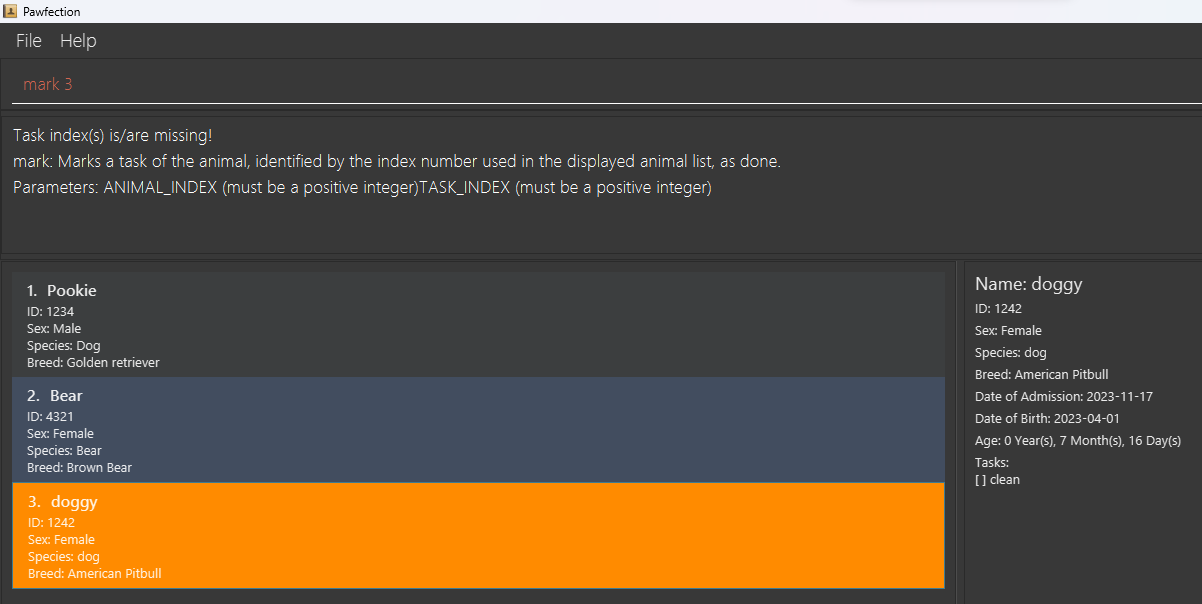 Pawfection
File Help
mark 3
Task index(s) is/are missing!
mark: Marks a task of the animal, identified by the index number used in the displayed animal list, as done.
Parameters: ANIMAL_INDEX (must be a positive integer)TASK_INDEX (must be a positive integer)
1. Pookie
ID: 1234
Sex: Male
Species: Dog
Breed: Golden retriever
2. Bear
ID: 4321
Sex: Female
Species: Bear
Breed: Brown Bear
3. doggy
ID: 1242
Sex: Female
Species: dog
Breed: American Pitbull
Name: doggy
ID: 1242
Sex: Female
Species: dog
Breed: American Pitbull
Date of Admission: 2023-11-17
Date of Birth: 2023-04-01
Age: 0 Year(s), 7 Month(s), 16 Day(s)
Tasks:
[ ] clean